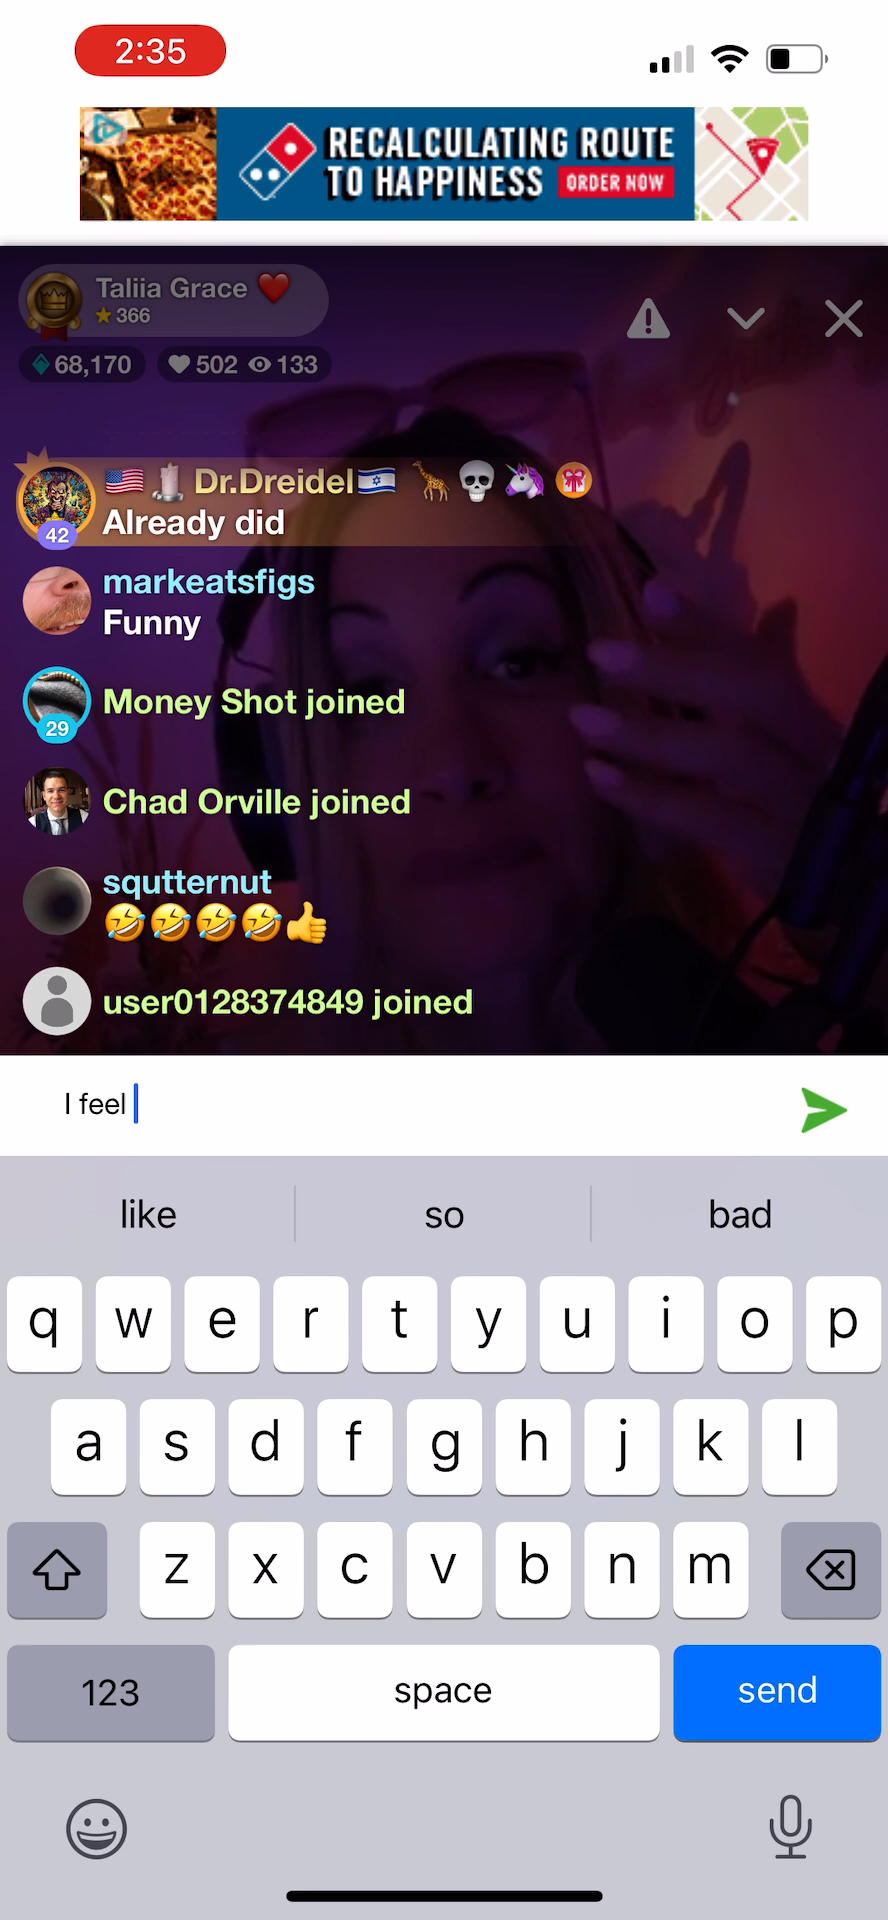 2:35
RECALCULATING ROUTE
TO HAPPINESS ORDER NOW
Taliia Grace ❤️
366
68,170 502 133
🇺🇸🕯️Dr.Dreidel🇮🇱 🦒💀🦄
Already did
42
markeatsfigs
Funny
Money Shot joined
29
Chad Orville joined
squtternut
🤣🤣🤣🤣👍
user0128374849 joined
I feel
like so bad
q w e r t y u i o p
a s d f g h j k l
z x c v b n m
123 space send